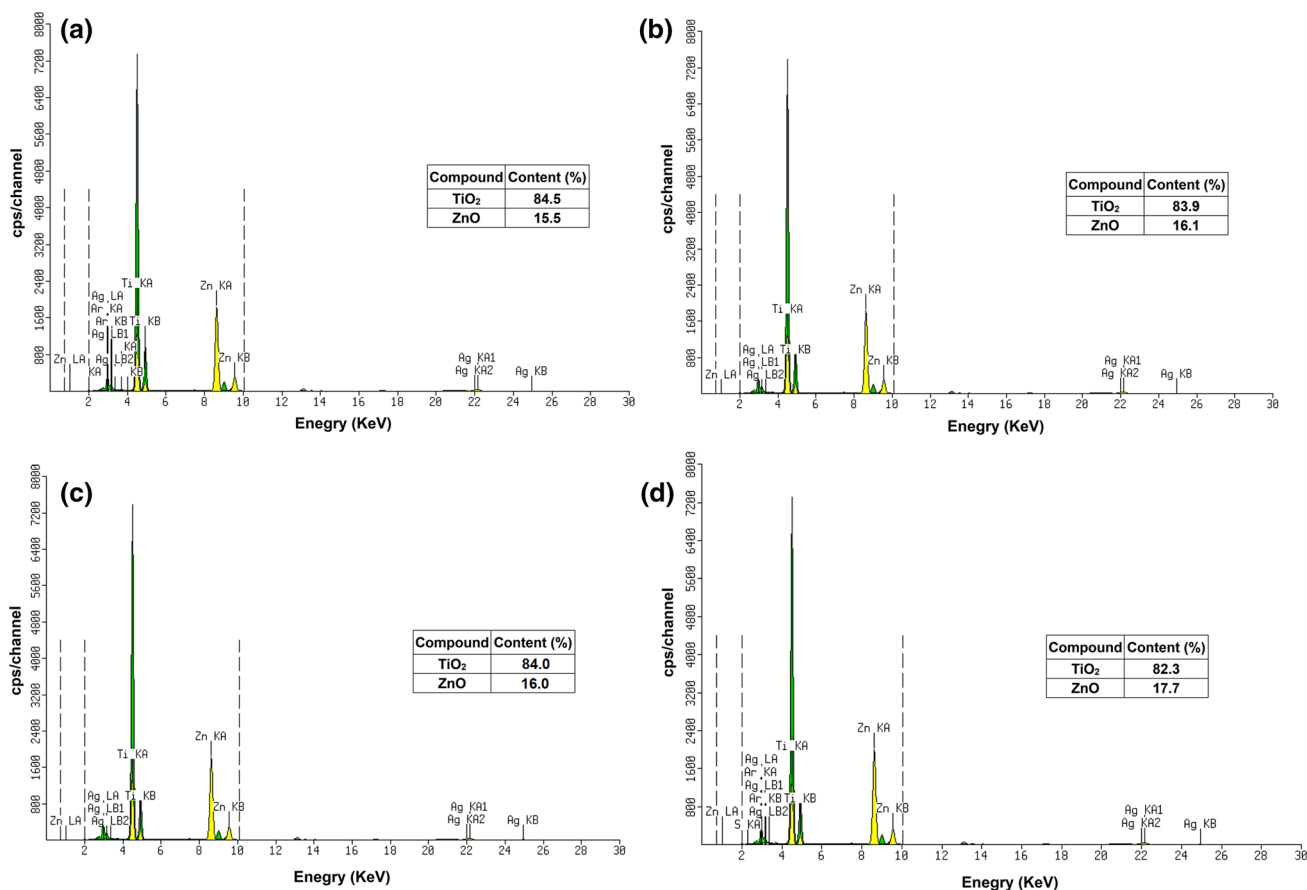 (a)
cps/channel
8000
7200
6400
5600
4800
4000
3200
2400
1600
800
Compound Content (%)
TiO₂ 84.5
ZnO 15.5
Ti KA
Zn KA
Ag LA
Ar KA
Ar KB Ti KB
Ag LB1
KA
Zn LA Ag LB2 Zn KB
KA KB
Ag KA1
Ag KA2 Ag KB
2 4 6 8 10 12 14 16 18 20 22 24 26 28 30
Enegry (KeV)
(b)
8000
7200
6400
5600
4800
4000
3200
2400
1600
800
Compound Content (%)
TiO₂ 83.9
ZnO 16.1
Zn KA
Ti KA
Ag LA Ti KB
Ag LB1 Zn KB
Zn LA Ag LB2
Ag KA1
Ag KA2 Ag KB
2 4 6 8 10 12 14 16 18 20 22 24 26 28 30
Enegry (KeV)
(c)
cps/channel
8000
7200
6400
5600
4800
4000
3200
2400
1600
800
Compound Content (%)
TiO₂ 84.0
ZnO 16.0
Zn KA
Ti KA
Ag LA Ti KB
Ag LB1 Zn KB
Zn LA Ag LB2
Ag KA1
Ag KA2 Ag KB
2 4 6 8 10 12 14 16 18 20 22 24 26 28 30
Enegry (KeV)
(d)
8000
7200
6400
5600
4800
4000
3200
2400
1600
800
Compound Content (%)
TiO₂ 82.3
ZnO 17.7
Zn KA
Ti KA
Ag LA
Ar KA
Ag LB1
Ar KB Ti KB
Zn LA Ag LB2 Zn KB
S KA
Ag KA1
Ag KA2 Ag KB
2 4 6 8 10 12 14 16 18 20 22 24 26 28 30
Enegry (KeV)